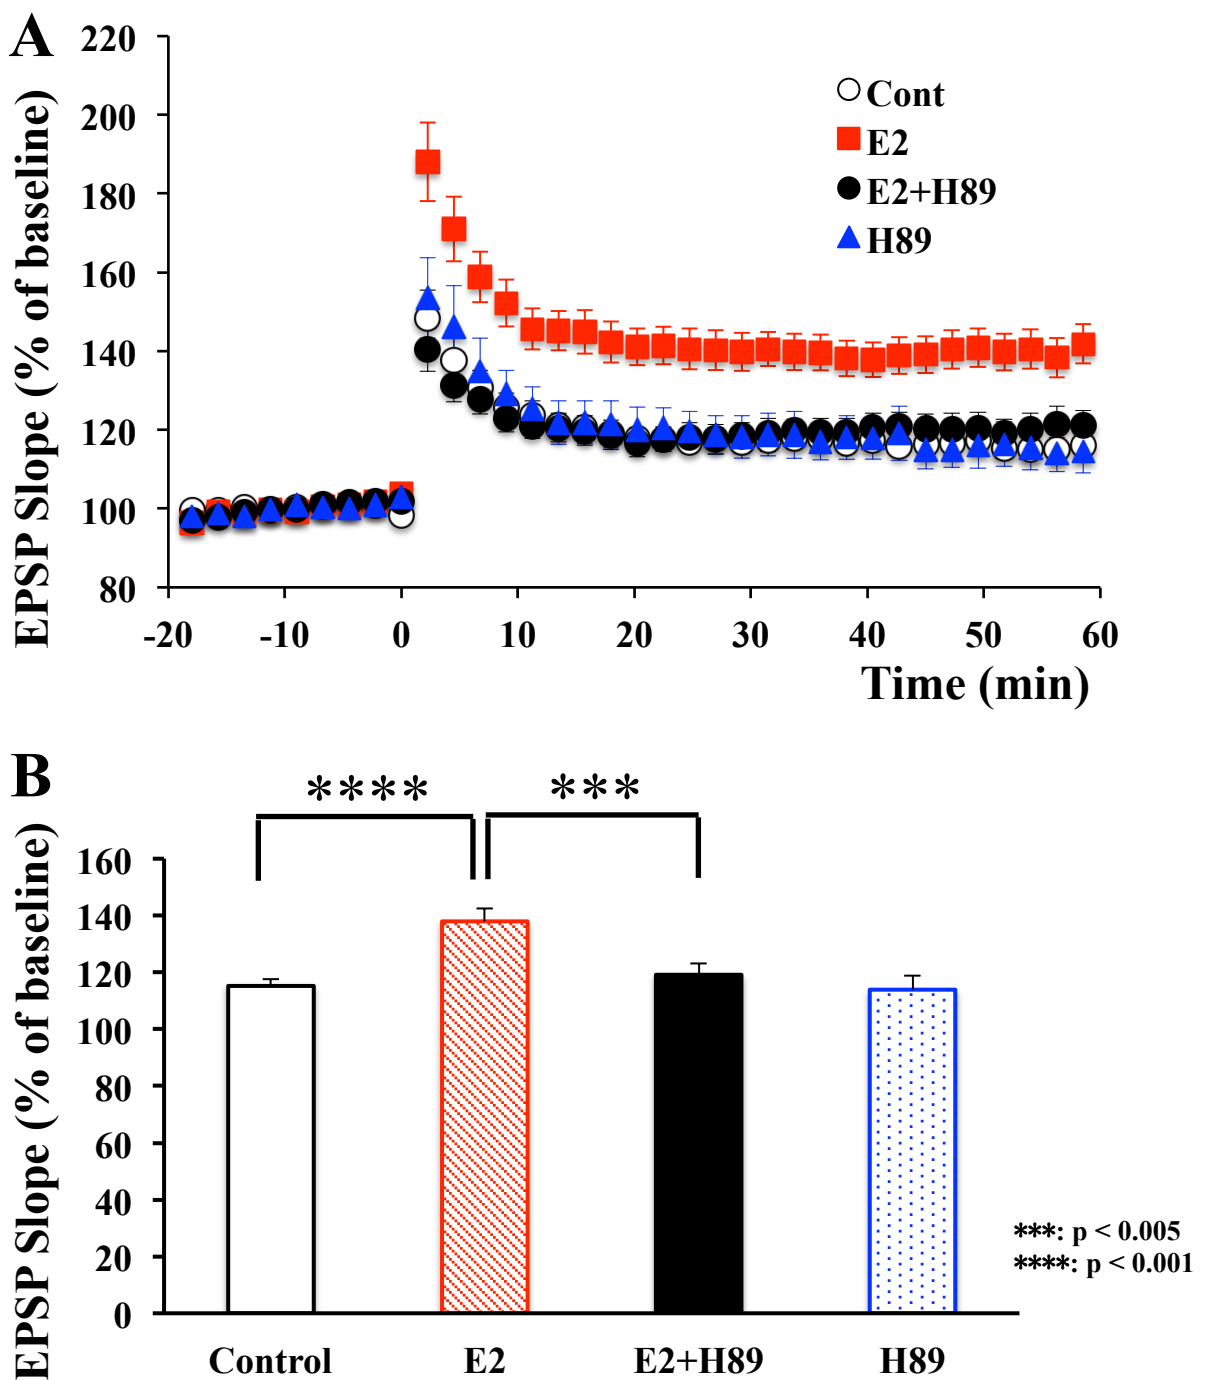 A
EPSP Slope (% of baseline)
220
200
180
160
140
120
100
80
-20 -10 0 10 20 30 40 50 60
Time (min)
Cont
E2
E2+H89
H89
B
**** ***
EPSP Slope (% of baseline)
160
140
120
100
80
60
40
20
0
Control E2 E2+H89 H89
***: p < 0.005
****: p < 0.001